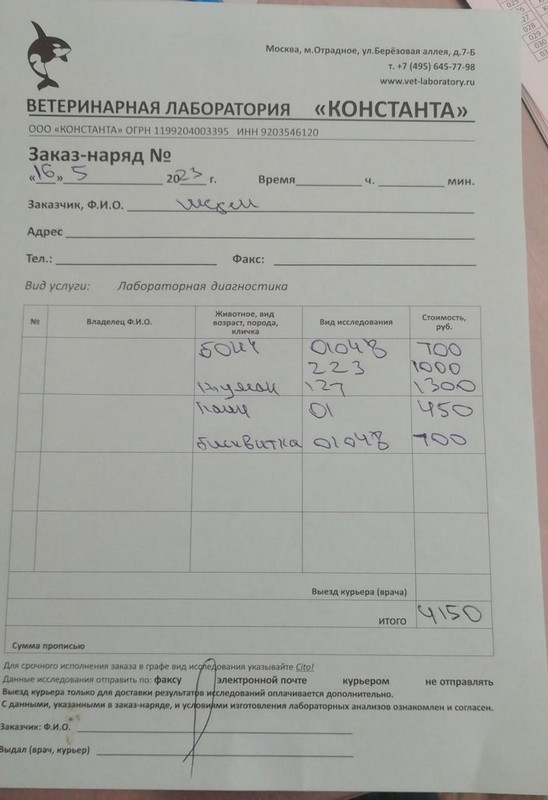 Москва, м.Отрадное, ул.Берёзовая аллея, д.7-Б
т. +7 (495) 645-77-98
www.vet-laboratory.ru
ВЕТЕРИНАРНАЯ ЛАБОРАТОРИЯ «КОНСТАНТА»
ООО «КОНСТАНТА» ОГРН 1199204003395 ИНН 9203546120
Заказ-наряд №
«16» 5 2023 г. Время ч. мин.
Заказчик, Ф.И.О.
Адрес
Тел.: Факс:
Вид услуги: Лабораторная диагностика
№ Владелец Ф.И.О. Животное, вид возраст, порода, кличка Вид исследования Стоимость, руб.
0104В 700
223 1000
127 1300
01 450
бисквитка 0104В 700
Выезд курьера (врача)
ИТОГО 4150
Сумма прописью
Для срочного исполнения заказа в графе вид исследования указывайте Cito!
Данные исследования отправить по: факсу электронной почте курьером не отправлять
Выезд курьера только для доставки результатов исследований оплачивается дополнительно.
С данными, указанными в заказ-наряде, и условиями изготовления лабораторных анализов ознакомлен и согласен.
Заказчик: Ф.И.О.
Выдал (врач, курьер)